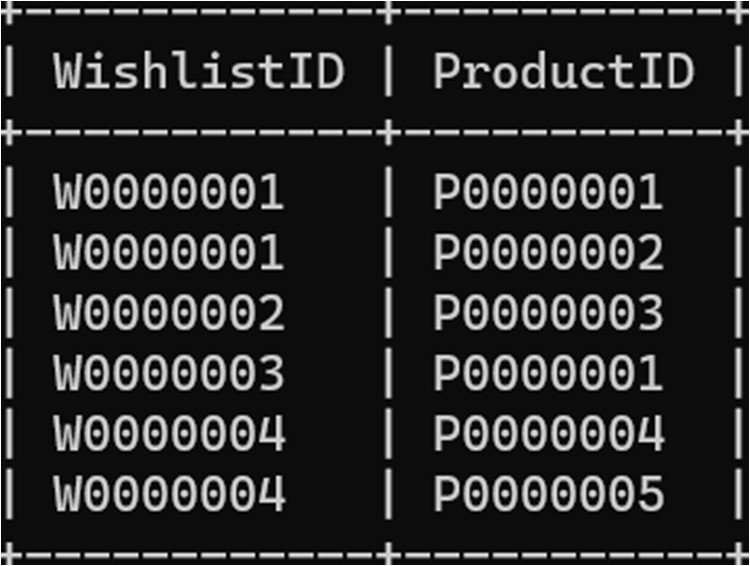 +-------------+------------+
| WishlistID | ProductID |
+-------------+------------+
| W0000001 | P0000001 |
| W0000001 | P0000002 |
| W0000002 | P0000003 |
| W0000003 | P0000001 |
| W0000004 | P0000004 |
| W0000004 | P0000005 |
+-------------+------------+